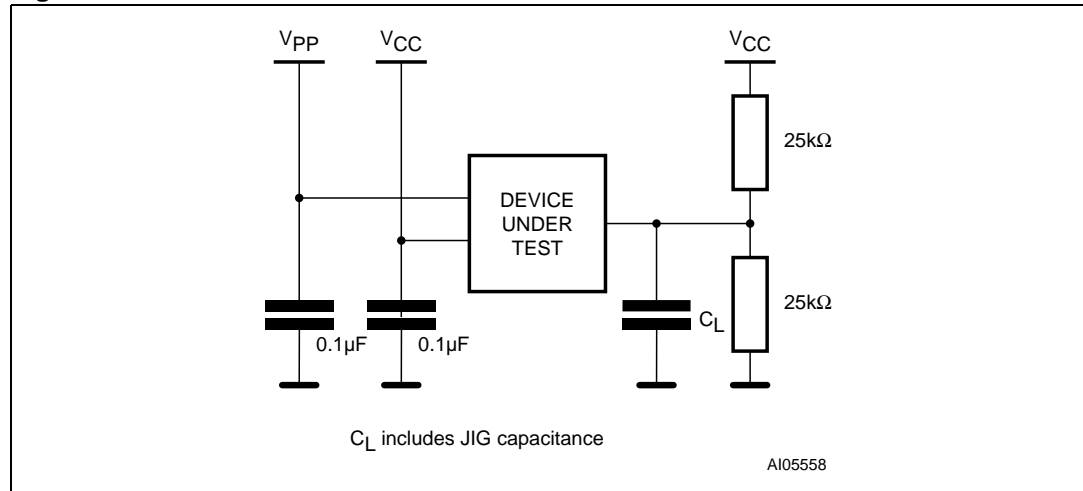 VPP
VCC
VCC
25kΩ
DEVICE
UNDER
TEST
25kΩ
CL
0.1µF
0.1µF
CL includes JIG capacitance
AI05558